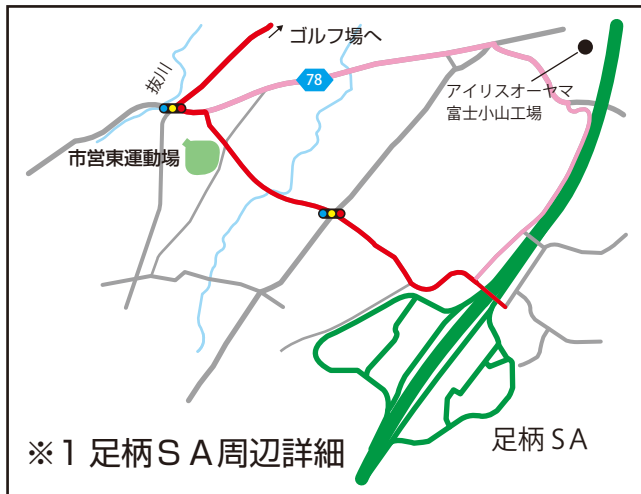 ゴルフ場へ
抜川
78
アイリスオーヤマ
富士小山工場
市営東運動場
足柄SA
※1 足柄SA周辺詳細